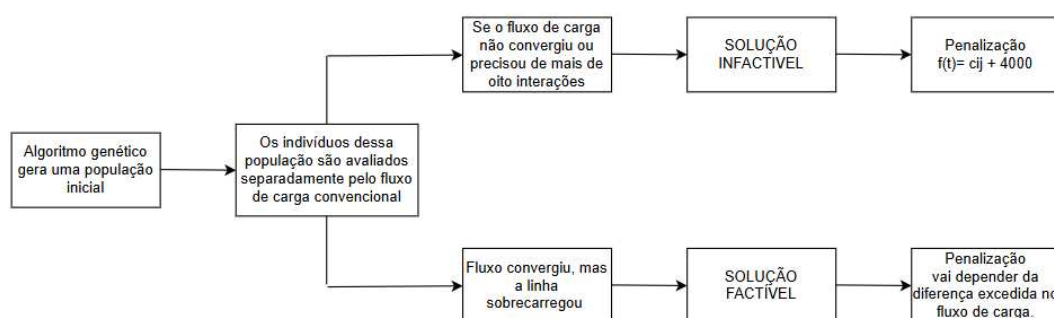 Algoritmo genético
gera uma população
inicial
Os indivíduos dessa
população são avaliados
separadamente pelo fluxo
de carga convencional
Se o fluxo de carga
não convergiu ou
precisou de mais de
oito interações
SOLUÇÃO
INFACTIVEL
Penalização
f(t)= cij + 4000
Fluxo convergiu, mas
a linha
sobrecarregou
SOLUÇÃO
FACTÍVEL
Penalização
vai depender da
diferença excedida no
fluxo de carga.